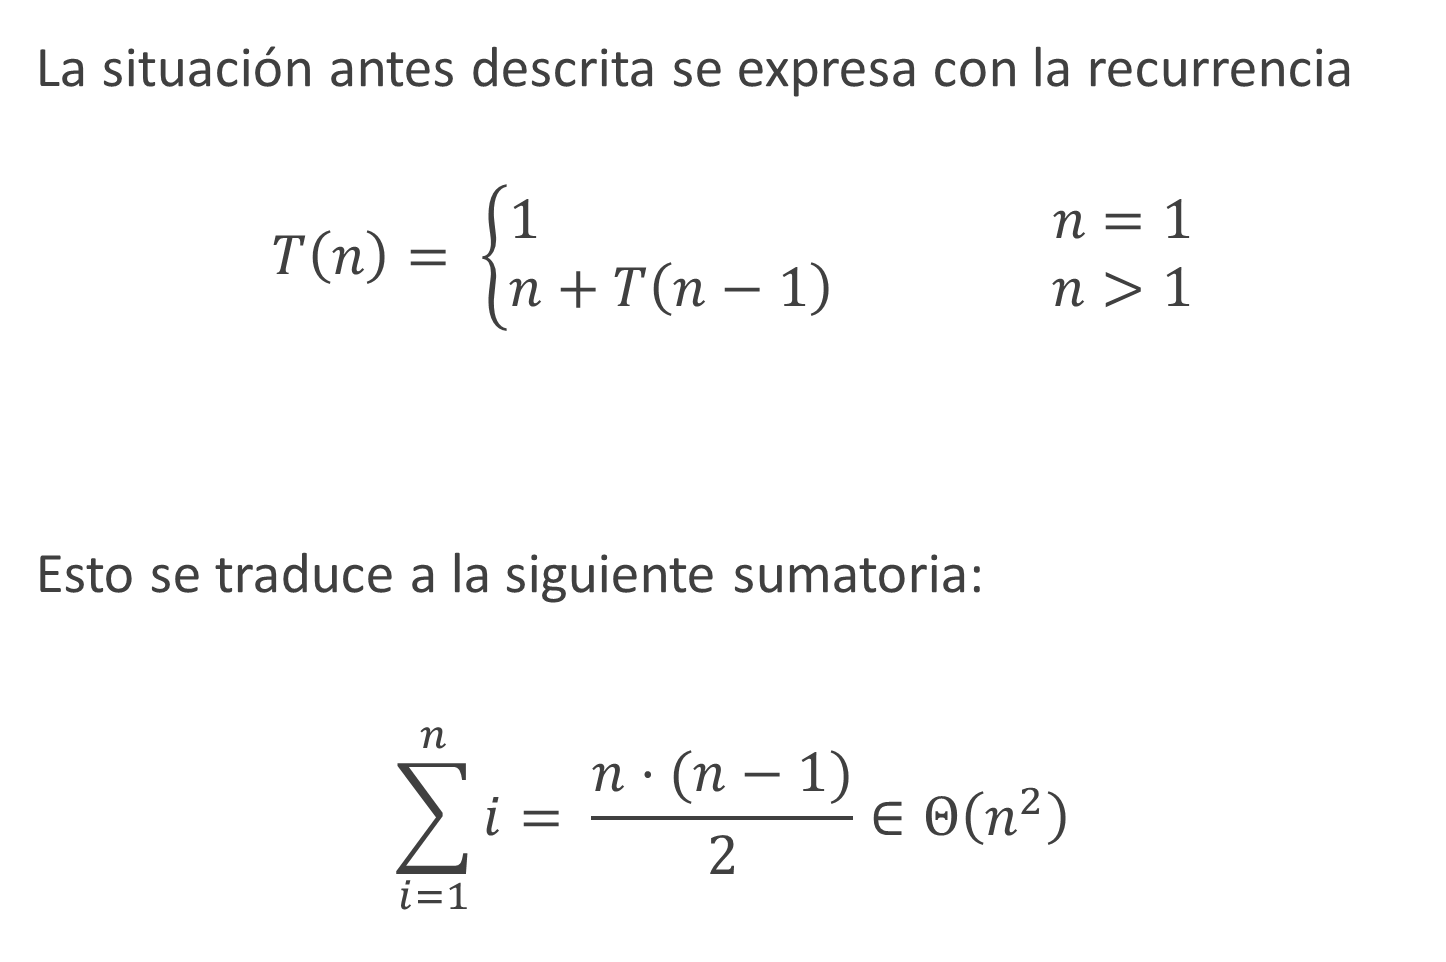 La situación antes descrita se expresa con la recurrencia
T(n) = { 1 n = 1
n + T(n − 1) n > 1
Esto se traduce a la siguiente sumatoria:
∑_{i=1}^{n} i = \frac{n · (n − 1)}{2} ∈ Θ(n²)